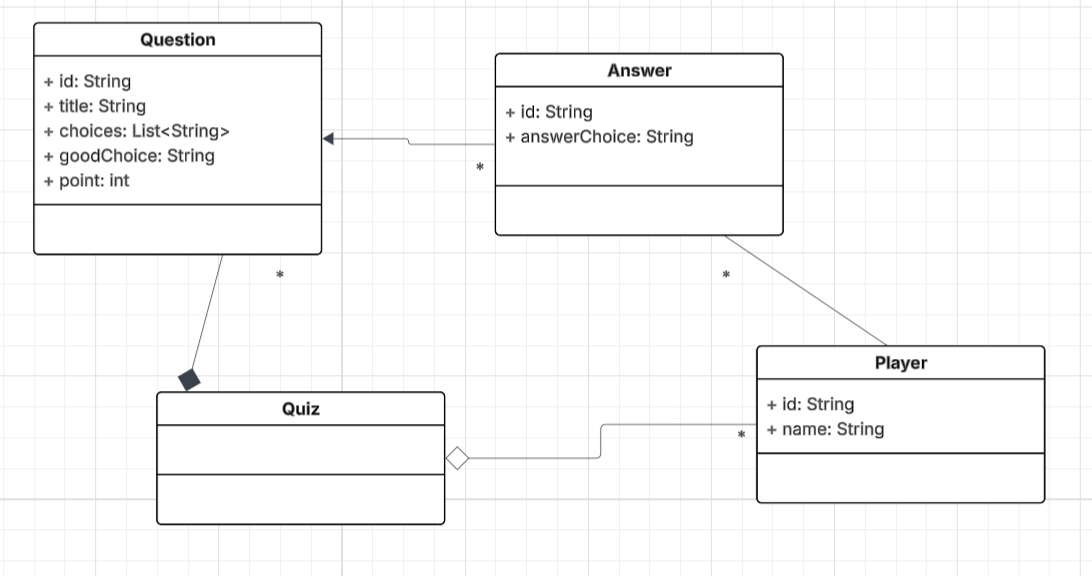 Question
+ id: String
+ title: String
+ choices: List<String>
+ goodChoice: String
+ point: int
*
Answer
+ id: String
+ answerChoice: String
*
*
Quiz
*
Player
+ id: String
+ name: String